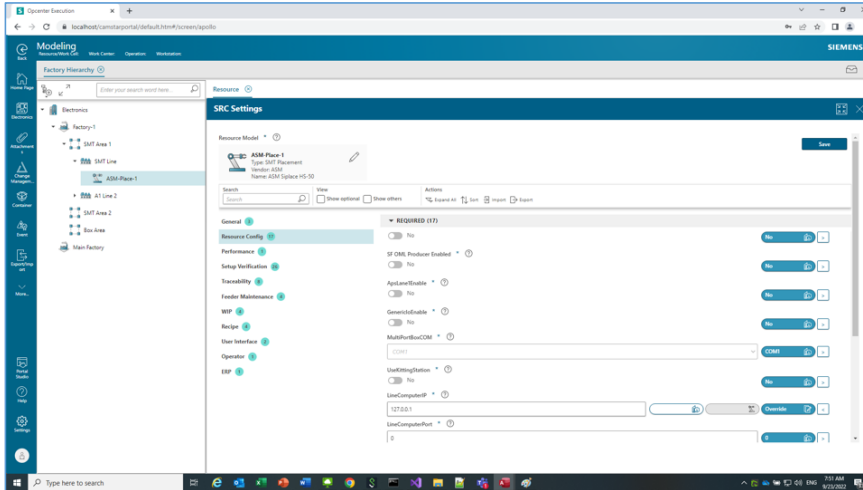 Opcenter Execution
localhost/camstarportal/default.htm#/screen/apollo
Modeling
Resource/Work Cell Work Center: Operation: Workstation:
SIEMENS
Back
Home Page
Electronics
Change
Container
Event
More...
Portal Studio
Help
Settings
Factory Hierarchy
Enter your search word here...
Electronics
Factory-1
SMT Area 1
SMT Line
ASM-Place-1
A1 Line 2
SMT Area 2
Box Area
Main Factory
Resource
SRC Settings
Resource Model *
ASM-Place-1
Type: SMT Placement
Vendor: ASM
Name: ASM Siplace HS-50
Save
Search View Actions
Search Show optional Show others Expand All Sort Import Export
General
Resource Config 17
Performance
Setup Verification
Traceability
Feeder Maintenance
WIP
Recipe
User Interface
Operator
ERP
REQUIRED (17)
No No
SF OML Producer Enabled *
No No
ApsLane1Enable *
No No
GenericIoEnable *
No No
MultiPortBoxCOM *
COM1 COM1
UseKittingStation *
No No
LineComputerIP *
127.0.0.1 Override
LineComputerPort *
0 0
Type here to search
ENG 7:51 AM
9/23/2022